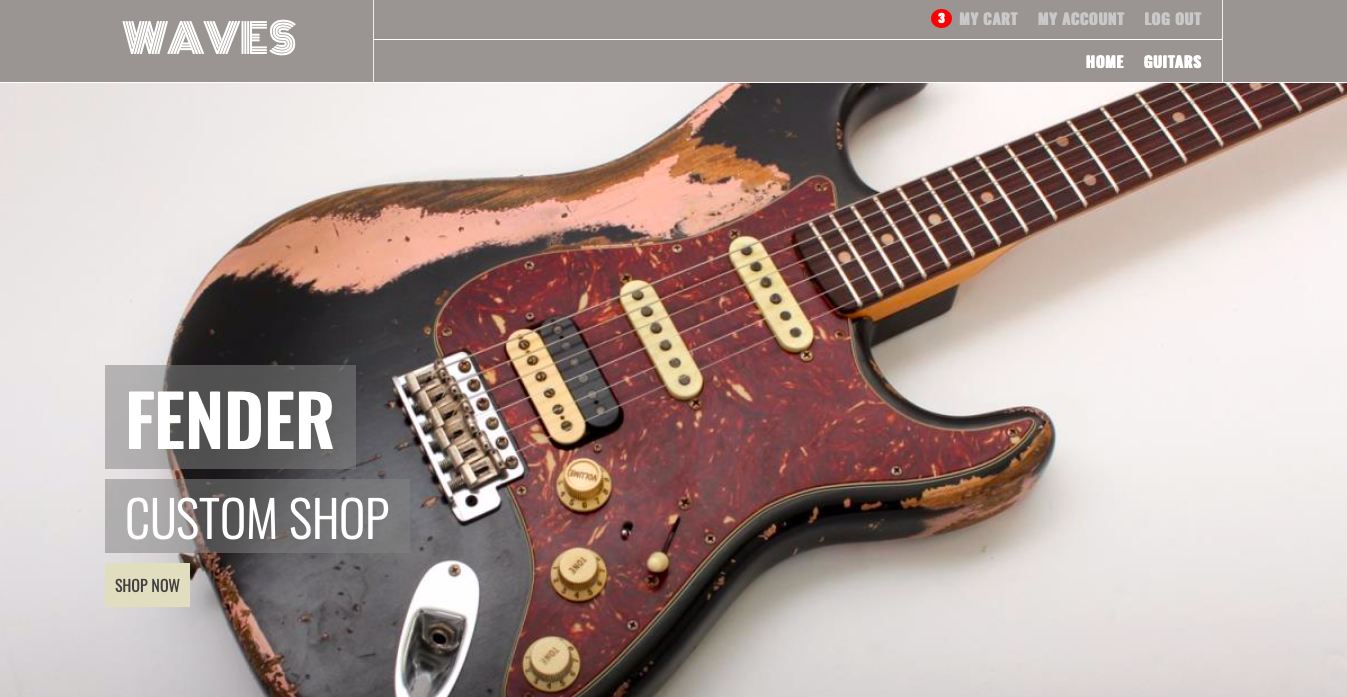 WAVES
3 MY CART MY ACCOUNT LOG OUT
HOME GUITARS
FENDER
CUSTOM SHOP
SHOP NOW
VOLUME
TONE
TONE